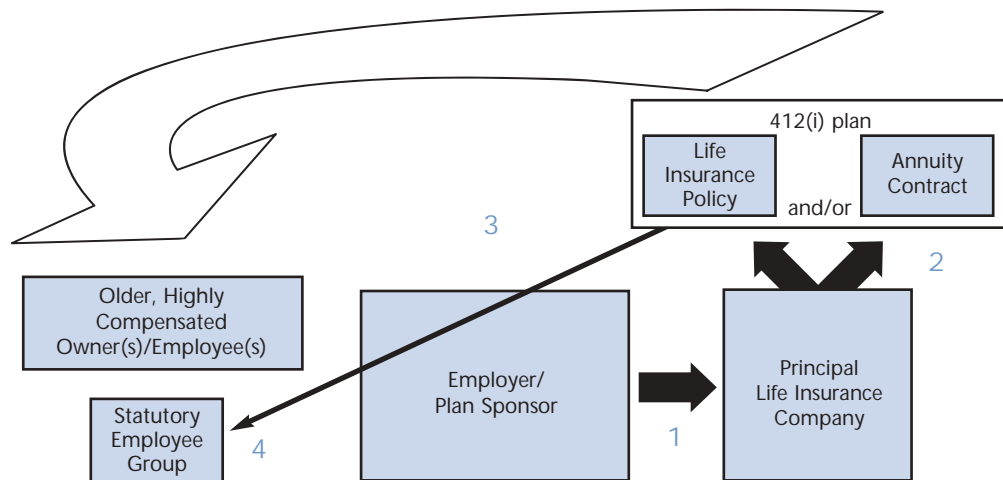 412(i) plan
Life
Insurance
Policy
and/or
Annuity
Contract
3
2
Older, Highly
Compensated
Owner(s)/Employee(s)
Employer/
Plan Sponsor
Principal
Life Insurance
Company
1
Statutory
Employee
Group
4